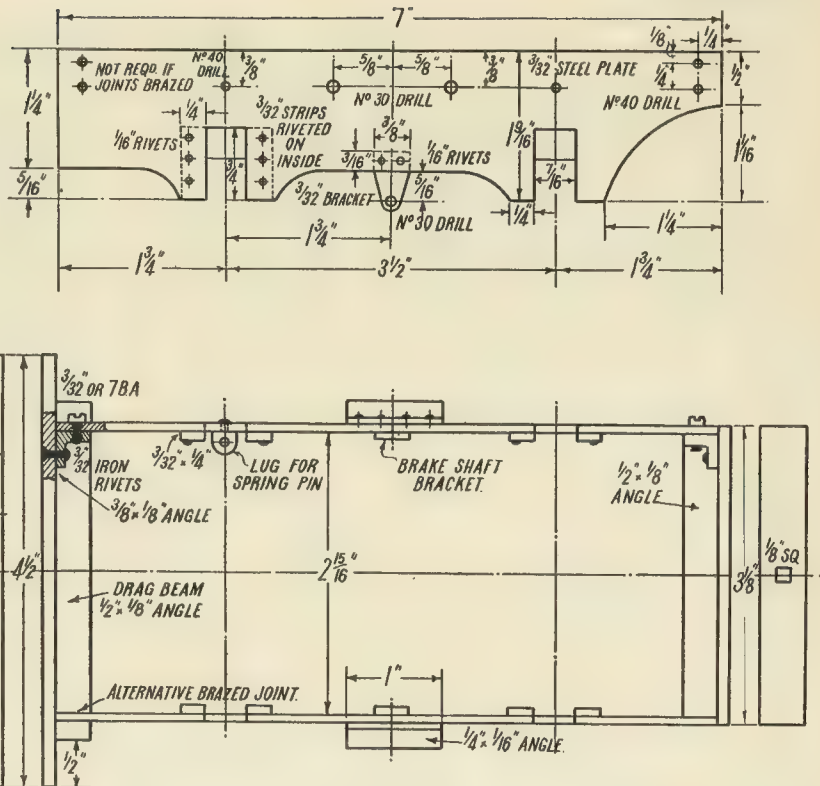 7"
NOT REQD. IF
JOINTS BRAZED
Nº 40
DRILL
3/8"
5/8"
5/8"
Nº 30 DRILL
3/8"
3/32" STEEL PLATE
1/8"
1/4"
1/4"
1/2"
Nº 40 DRILL
1 1/4"
1/4"
1/16" RIVETS
3/4"
3/32" STRIPS
RIVETED
ON
INSIDE
3/8"
3/16"
1/16" RIVETS
1 9/16"
7/16"
1 1/16"
5/16"
3/32" BRACKET
5/16"
Nº 30 DRILL
1/4"
1 1/4"
1 3/4"
1 3/4"
3 1/2"
1 3/4"
3/32" OR 7 B.A
3/32" IRON
RIVETS
3/8" × 1/8" ANGLE
3/32" × 1/4"
LUG FOR
SPRING PIN
BRAKE SHAFT
BRACKET.
1/2" × 1/8"
ANGLE
4 1/2"
DRAG BEAM
1/2" × 1/8" ANGLE
2 15/16"
3 1/8"
1/8" SQ
ALTERNATIVE BRAZED JOINT.
1"
1/4" × 1/16" ANGLE.
1/2"